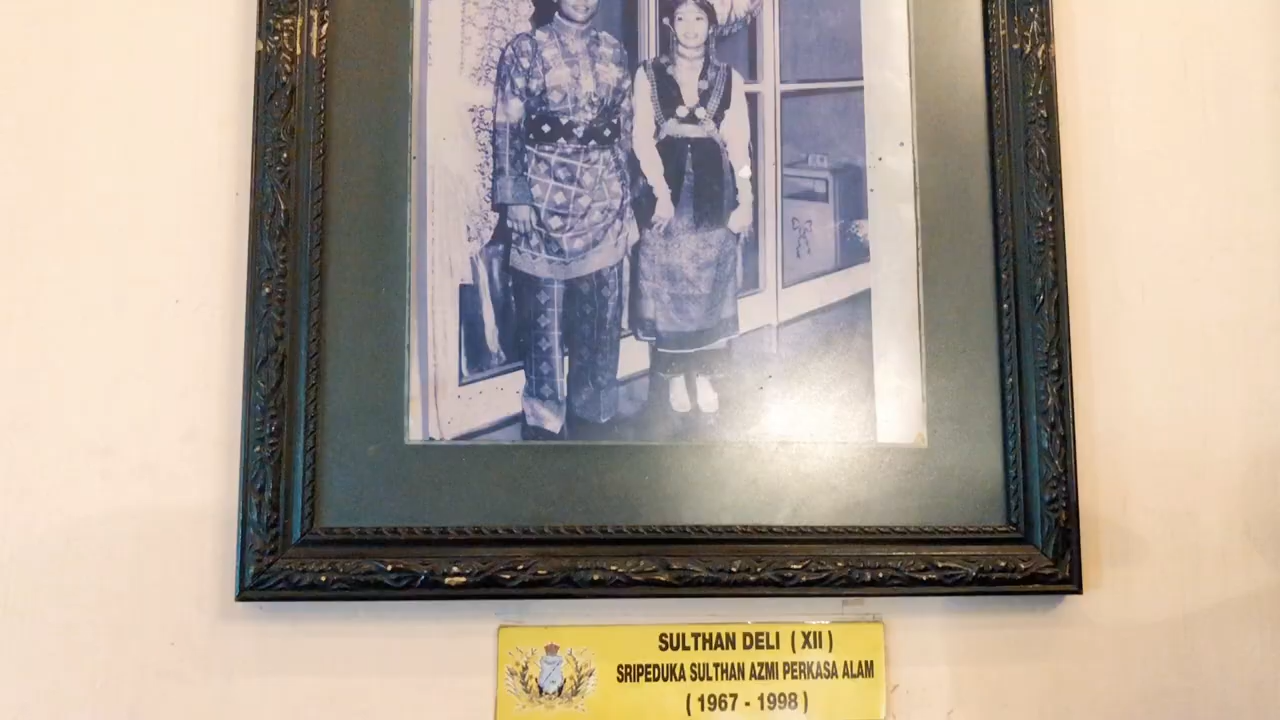 SULTHAN DELI ( XII )
SRIPEDUKA SULTHAN AZMI PERKASA ALAM
( 1967 - 1998 )